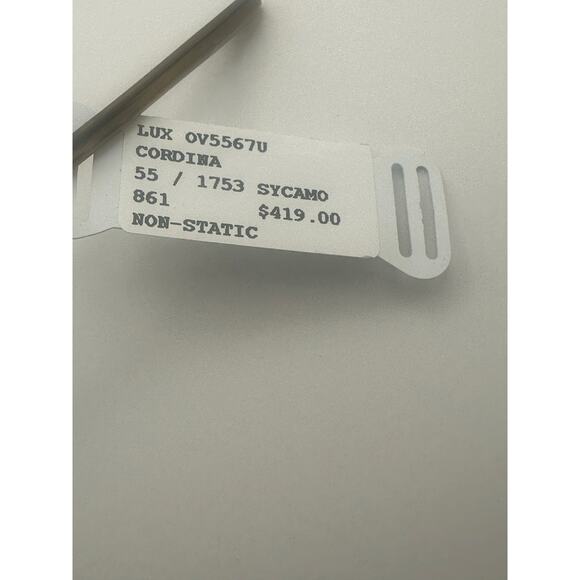 LUX OV5567U
CORDINA
55 / 1753 SYCAMO
861 $419.00
NON-STATIC